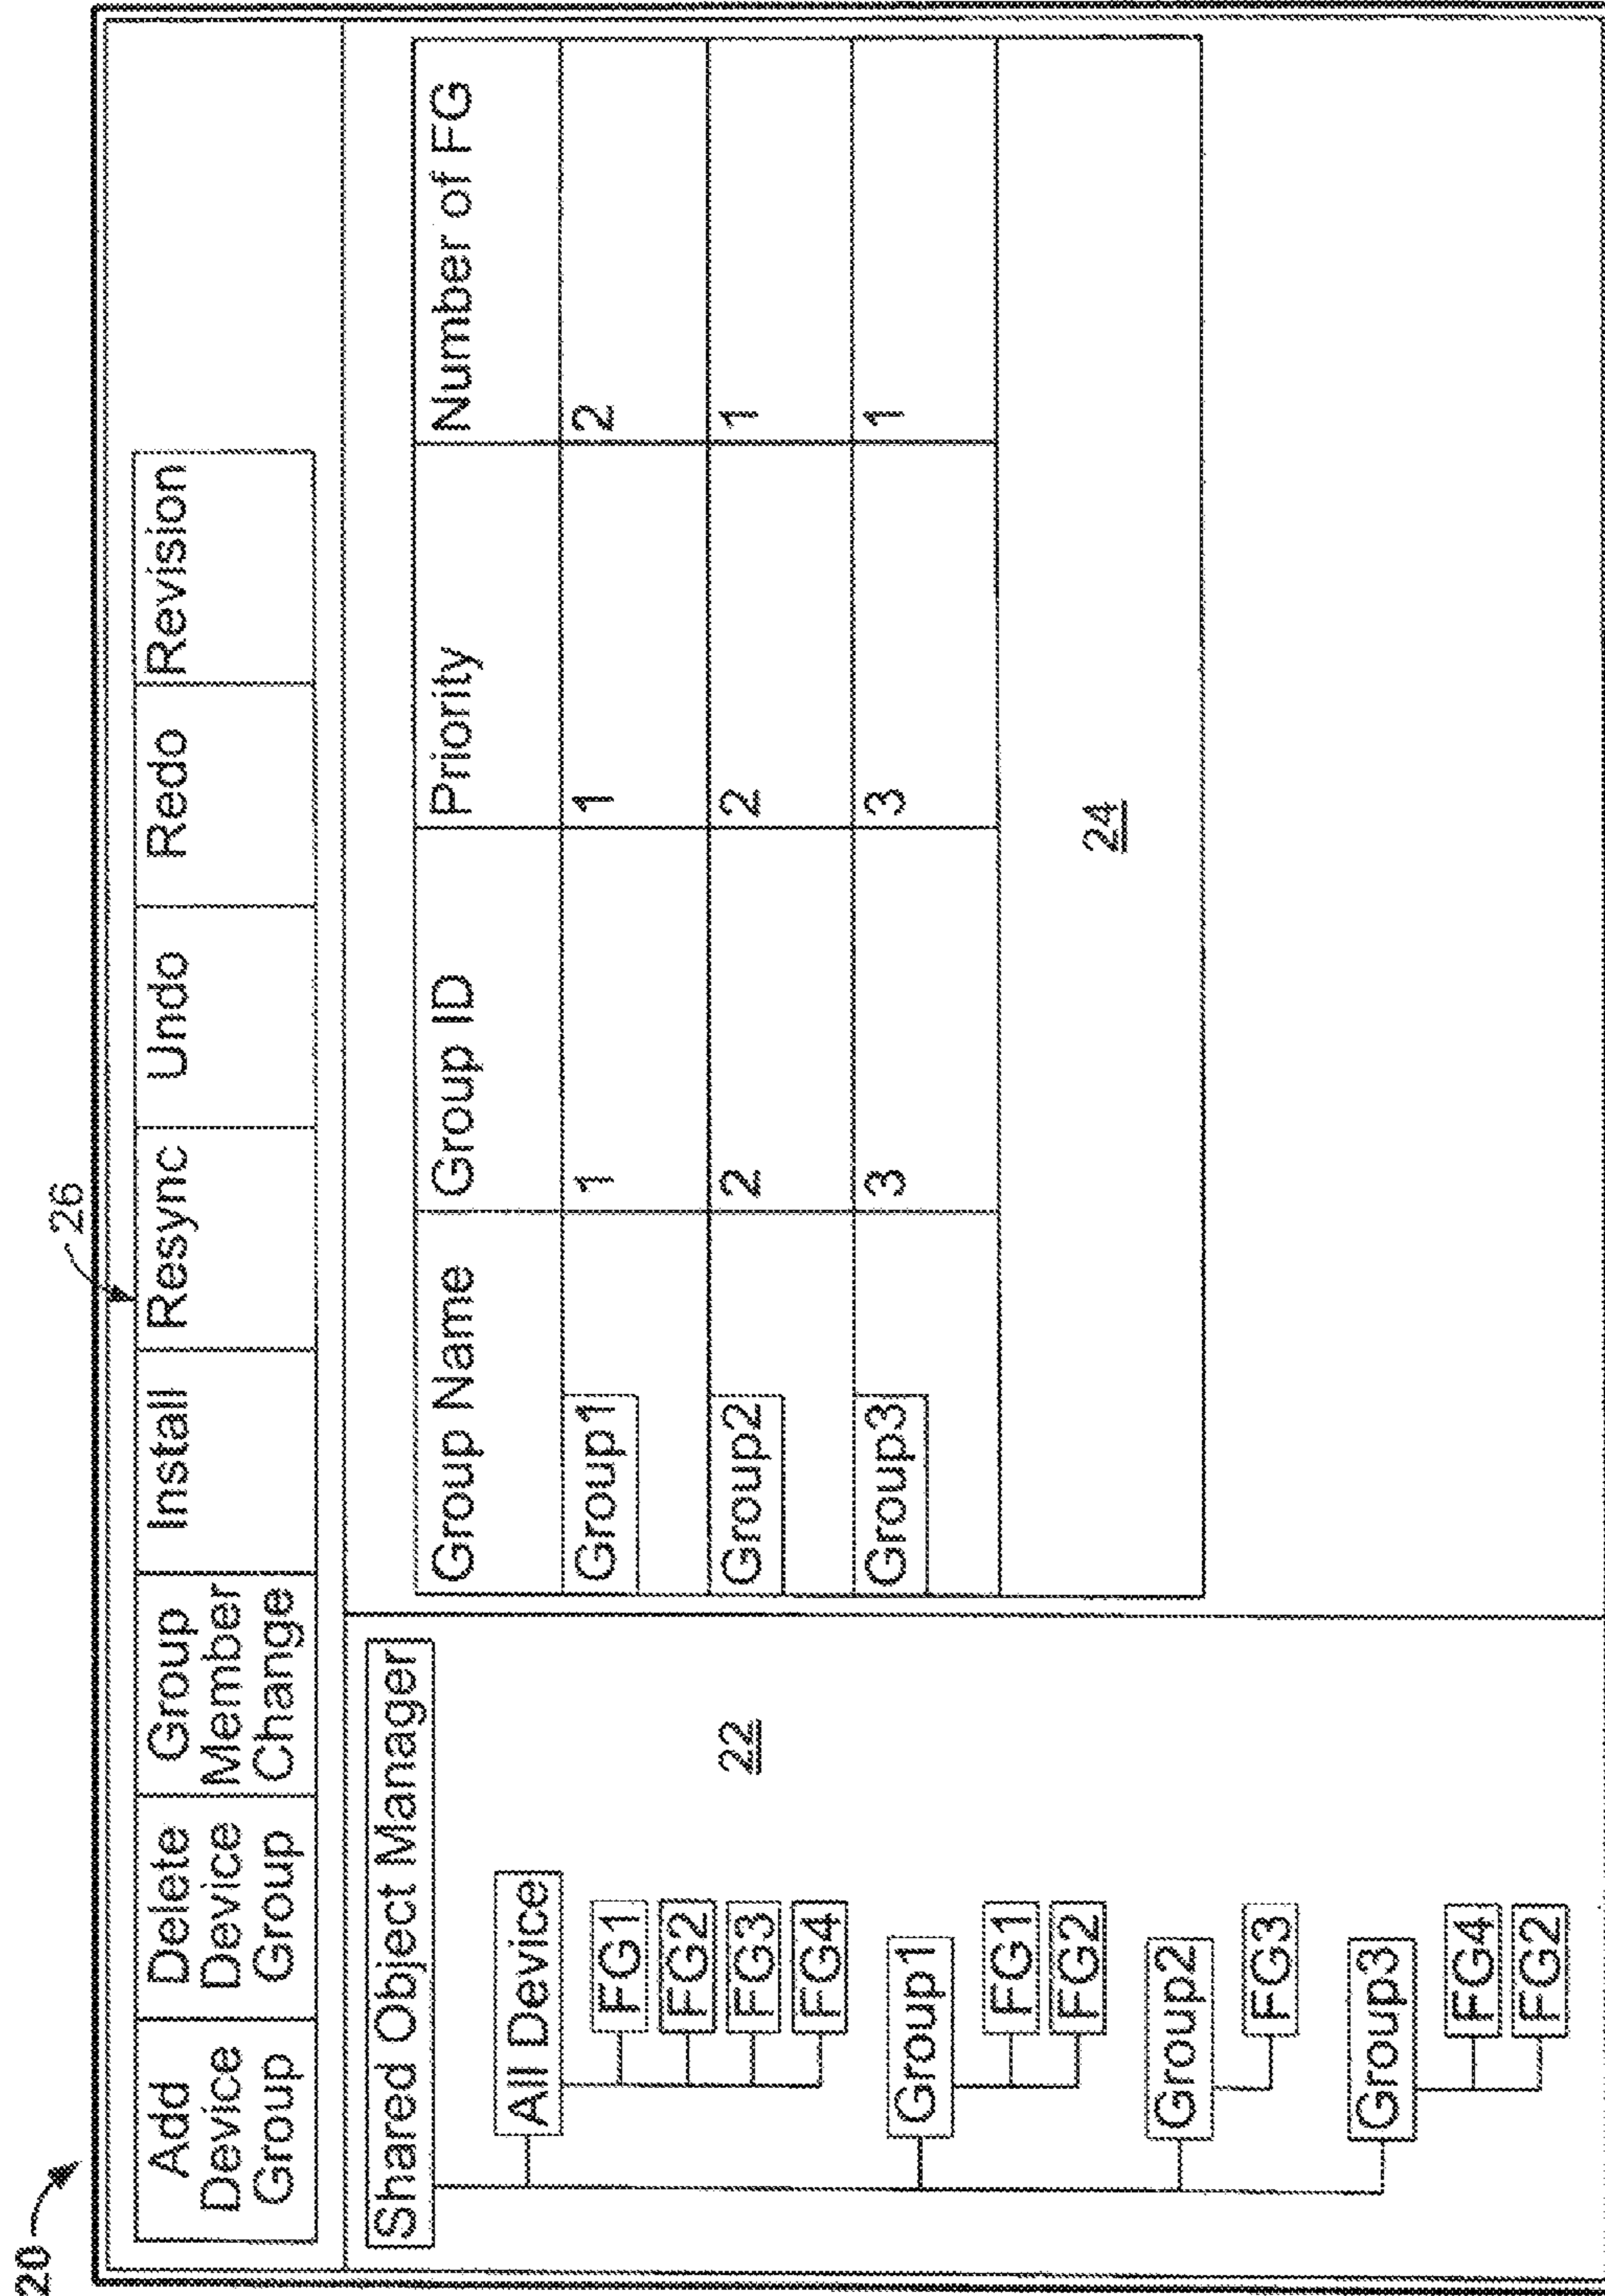 20
26
Add Device Group
Delete Device Group
Group Member Change
Install
Resync
Undo
Redo
Revision
Shared Object Manager
All Device
FG1
FG2
FG3
FG4
Group1
FG1
FG2
Group2
FG3
Group3
FG4
FG2
22
Group Name Group ID Priority Number of FG
Group1 1 1 2
Group2 2 2 1
Group3 3 3 1
24